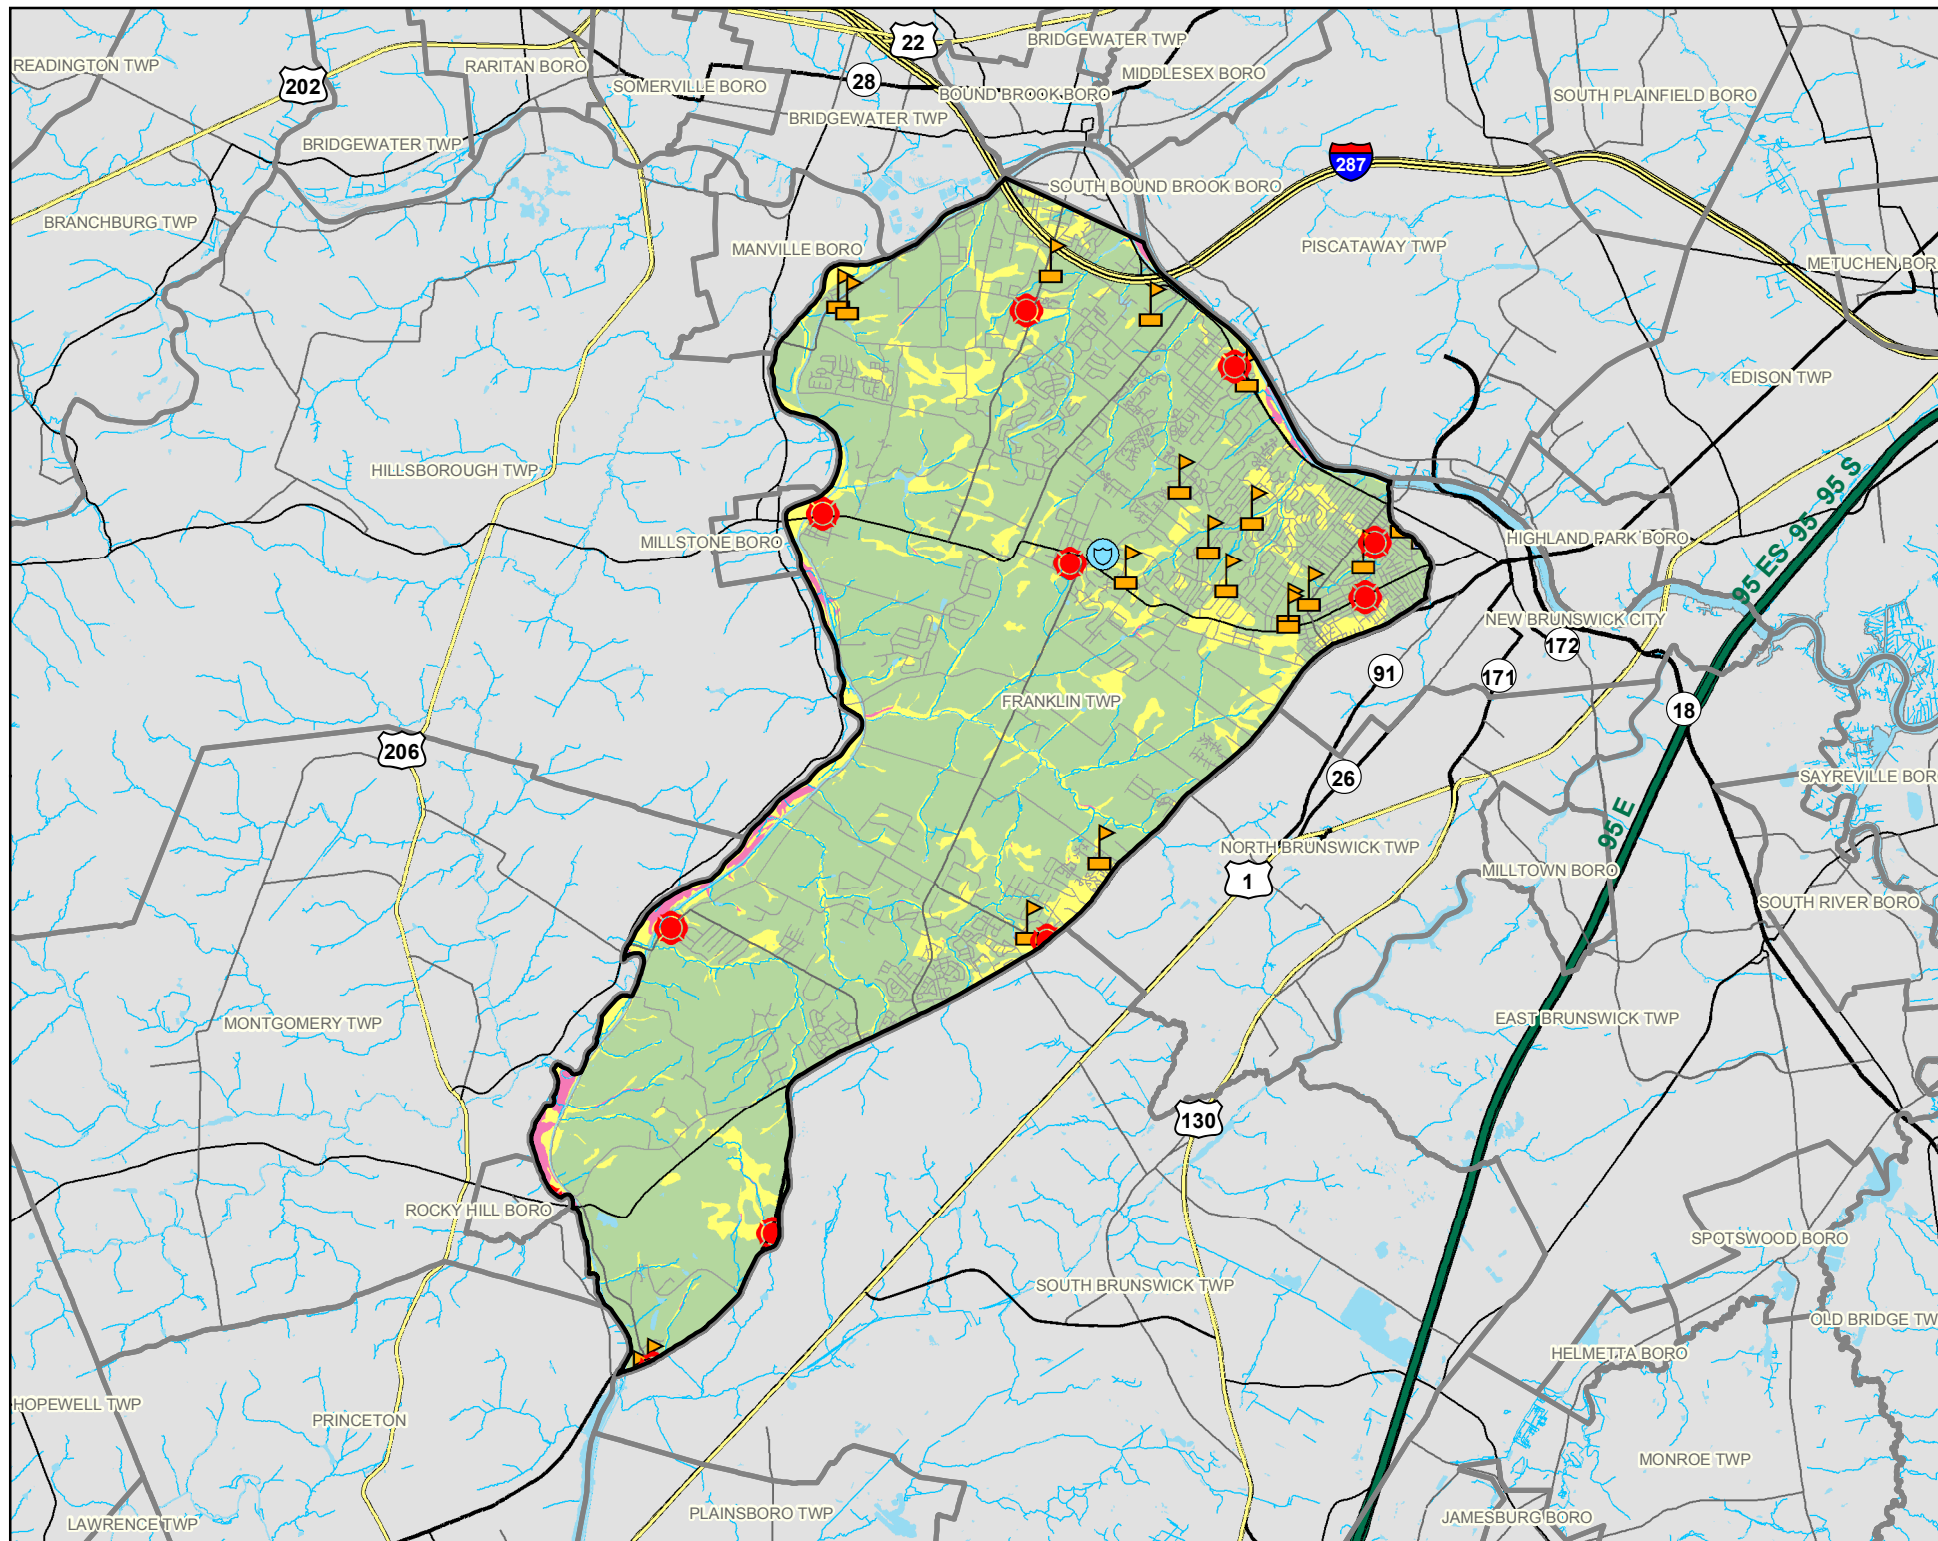 22
BRIDGEWATER TWP
READINGTON TWP
RARITAN BORO
MIDDLESEX BORO
202
SOMERVILLE BORO
28
BOUND BROOK BORO
SOUTH PLAINFIELD BORO
BRIDGEWATER TWP
BRIDGEWATER TWP
287
SOUTH BOUND BROOK BORO
BRANCHBURG TWP
MANVILLE BORO
PISCATAWAY TWP
METUCHEN BOR
EDISON TWP
HILLSBOROUGH TWP
95 S
95
95 ES
MILLSTONE BORO
HIGHLAND PARK BORO
NEW BRUNSWICK CITY
172
91
171
FRANKLIN TWP
18
206
26
SAYREVILLE BOR
95 E
NORTH BRUNSWICK TWP
MILLTOWN BORO
1
SOUTH RIVER BORO
MONTGOMERY TWP
EAST BRUNSWICK TWP
130
ROCKY HILL BORO
SPOTSWOOD BORO
SOUTH BRUNSWICK TWP
OLD BRIDGE TW
HELMETTA BORO
HOPEWELL TWP
PRINCETON
MONROE TWP
PLAINSBORO TWP
JAMESBURG BORO
LAWRENCE TWP